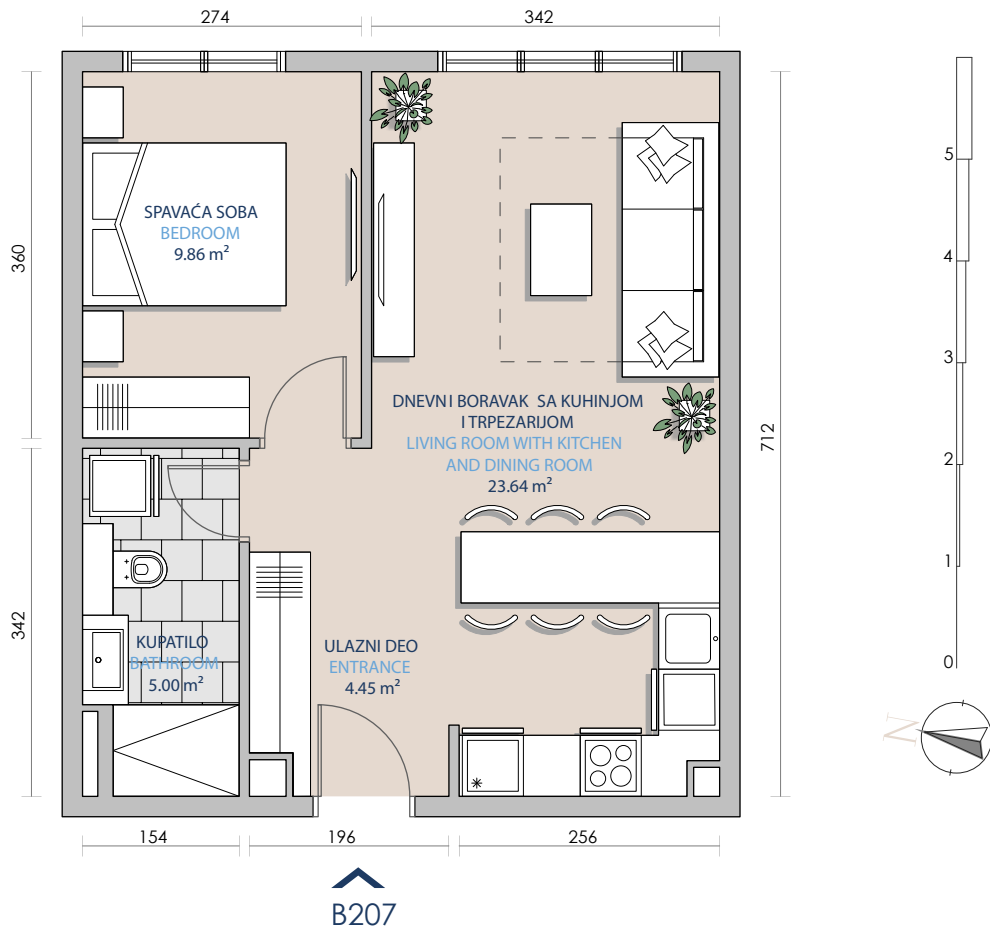 274
342
SPAVAĆA SOBA
BEDROOM
9.86 m²
360
DNEVNI BORAVAK SA KUHINJOM
I TRPEZARIJOM
LIVING ROOM WITH KITCHEN
AND DINING ROOM
23.64 m²
712
342
KUPATILO
BATHROOM
5.00 m²
ULAZNI DEO
ENTRANCE
4.45 m²
154
196
256
B207
5
4
3
2
1
0
N